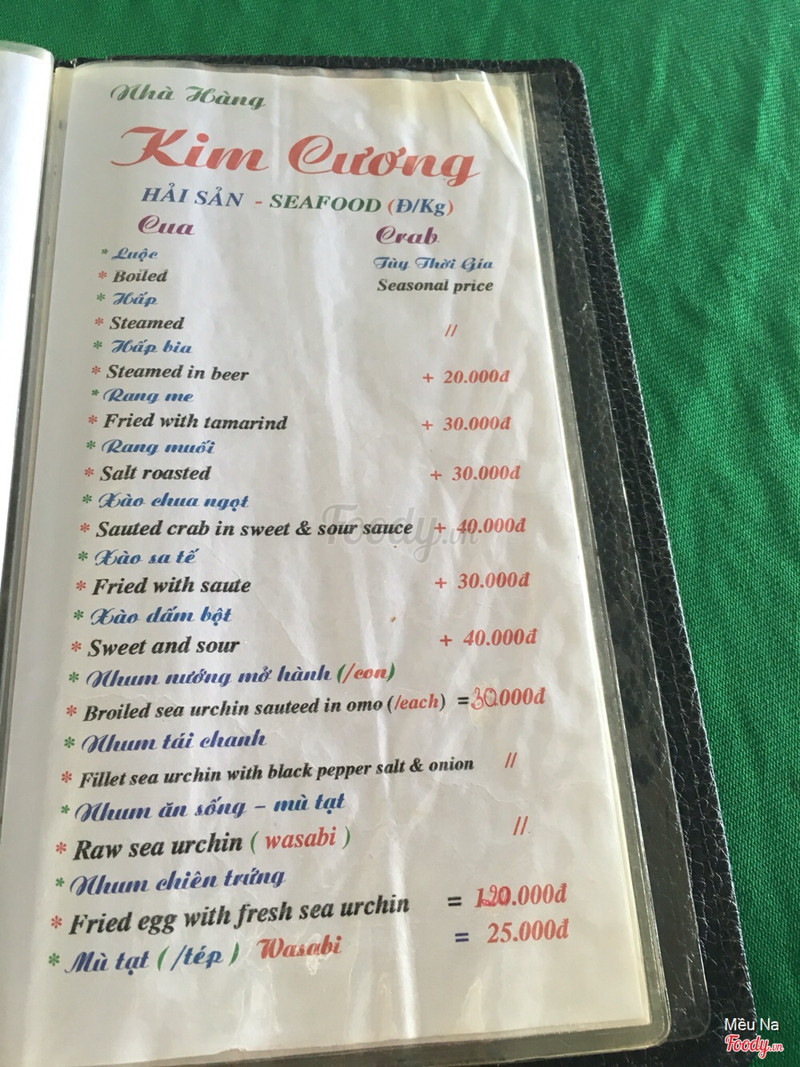 Nhà Hàng
Kim Cương
HẢI SẢN - SEAFOOD (Đ/Kg)
Cua Crab
* Luộc Tùy Thời Gia
* Boiled Seasonal price
* Hấp
* Steamed //
* Hấp bia
* Steamed in beer + 20.000đ
* Rang me
* Fried with tamarind + 30.000đ
* Rang muối
* Salt roasted + 30.000đ
* Xào chua ngọt
* Sauted crab in sweet & sour sauce + 40.000đ
* Xào sa tế
* Fried with saute + 30.000đ
* Xào dấm bột
* Sweet and sour + 40.000đ
* Nhum nướng mở hành (/con)
* Broiled sea urchin sauteed in omo (/each) =30.000đ
* Nhum tái chanh
* Fillet sea urchin with black pepper salt & onion //
* Nhum ăn sống – mù tạt
* Raw sea urchin ( wasabi ) //
* Nhum chiên trứng
* Fried egg with fresh sea urchin = 120.000đ
* Mù tạt ( /tép ) Wasabi = 25.000đ
Foody.vn
Mều Na
Foody.vn